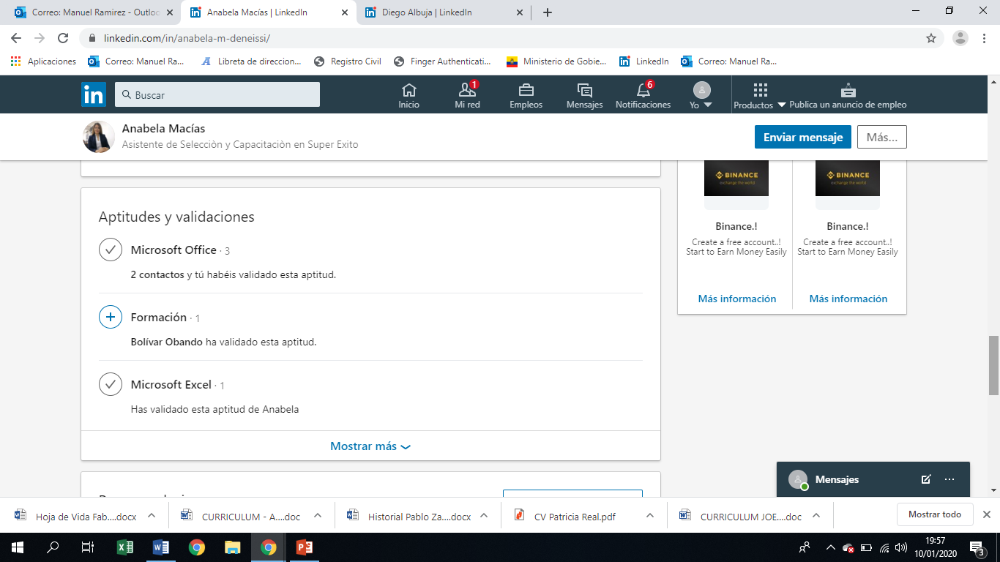 Correo: Manuel Ramirez - Outloo
Anabela Macías | LinkedIn
Diego Albuja | LinkedIn
linkedin.com/in/anabela-m-deneissi/
Aplicaciones
Correo: Manuel Ra...
Libreta de direccion...
Registro Civil
Finger Authenticati...
Ministerio de Gobie...
LinkedIn
Correo: Manuel Ra...
in
Buscar
Inicio
1
Mi red
Empleos
Mensajes
6
Notificaciones
Yo
Productos
Publica un anuncio de empleo
Anabela Macías
Asistente de Selecciòn y Capacitaciòn en Super Exito
Enviar mensaje
Más...
Aptitudes y validaciones
Microsoft Office · 3
2 contactos y tú habéis validado esta aptitud.
Formación · 1
Bolívar Obando ha validado esta aptitud.
Microsoft Excel · 1
Has validado esta aptitud de Anabela
Mostrar más
BINANCE
exchange the world
Binance.!
Create a free account..!
Start to Earn Money Easily
Más información
BINANCE
exchange the world
Binance.!
Create a free account..!
Start to Earn Money Easily
Más información
Mensajes
Hoja de Vida Fab....docx
CURRICULUM - A....doc
Historial Pablo Za....docx
CV Patricia Real.pdf
CURRICULUM JOE....doc
Mostrar todo
19:57
10/01/2020
3